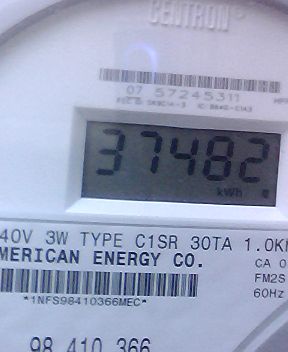 CENTRON®
07 57245311
37482
kWh
40V 3W TYPE C1SR 30TA 1.0K
MERICAN ENERGY CO.
CA 0
FM2S
60Hz
*1NFS98410366MEC*
98 410 366